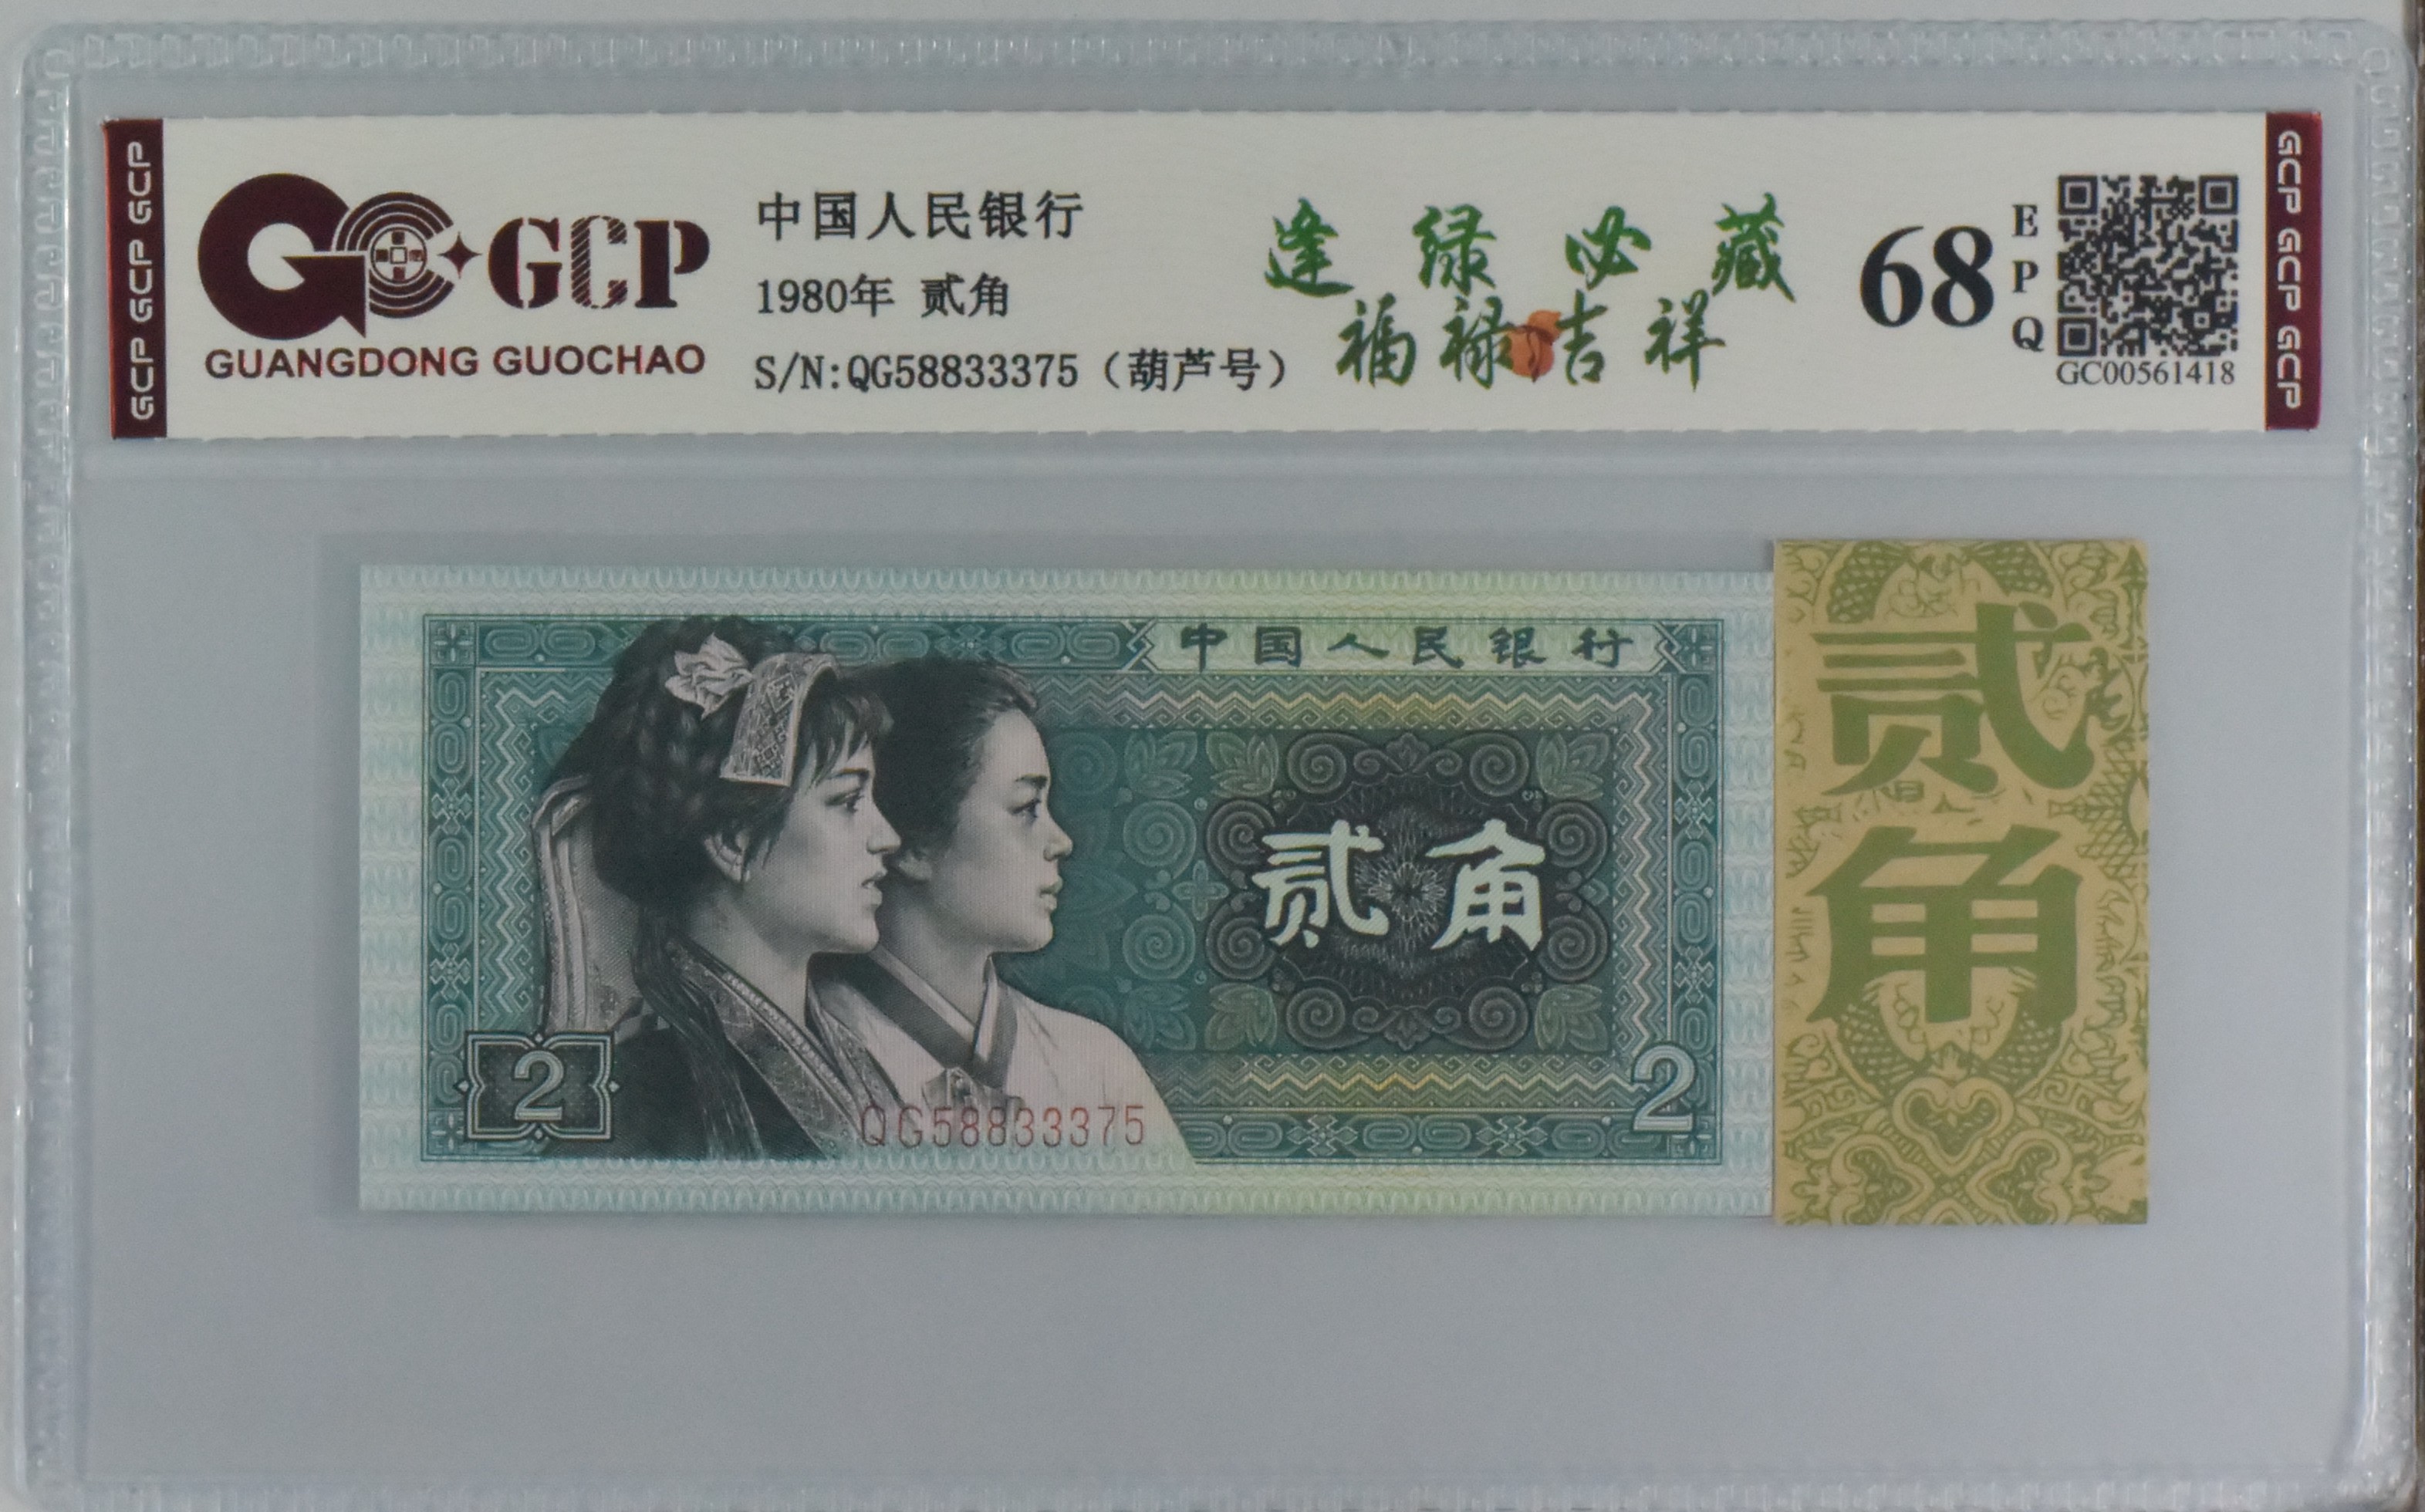 GCP GCP GCP
GCP
GUANGDONG GUOCHAO
中国人民银行
1980年 贰角
S/N:QG58833375（葫芦号）
逢绿必藏
福禄吉祥
68
EPQ
GC00561418
GCP GCP GCP
中国人民银行
贰角
2
QG58833375
2
贰角